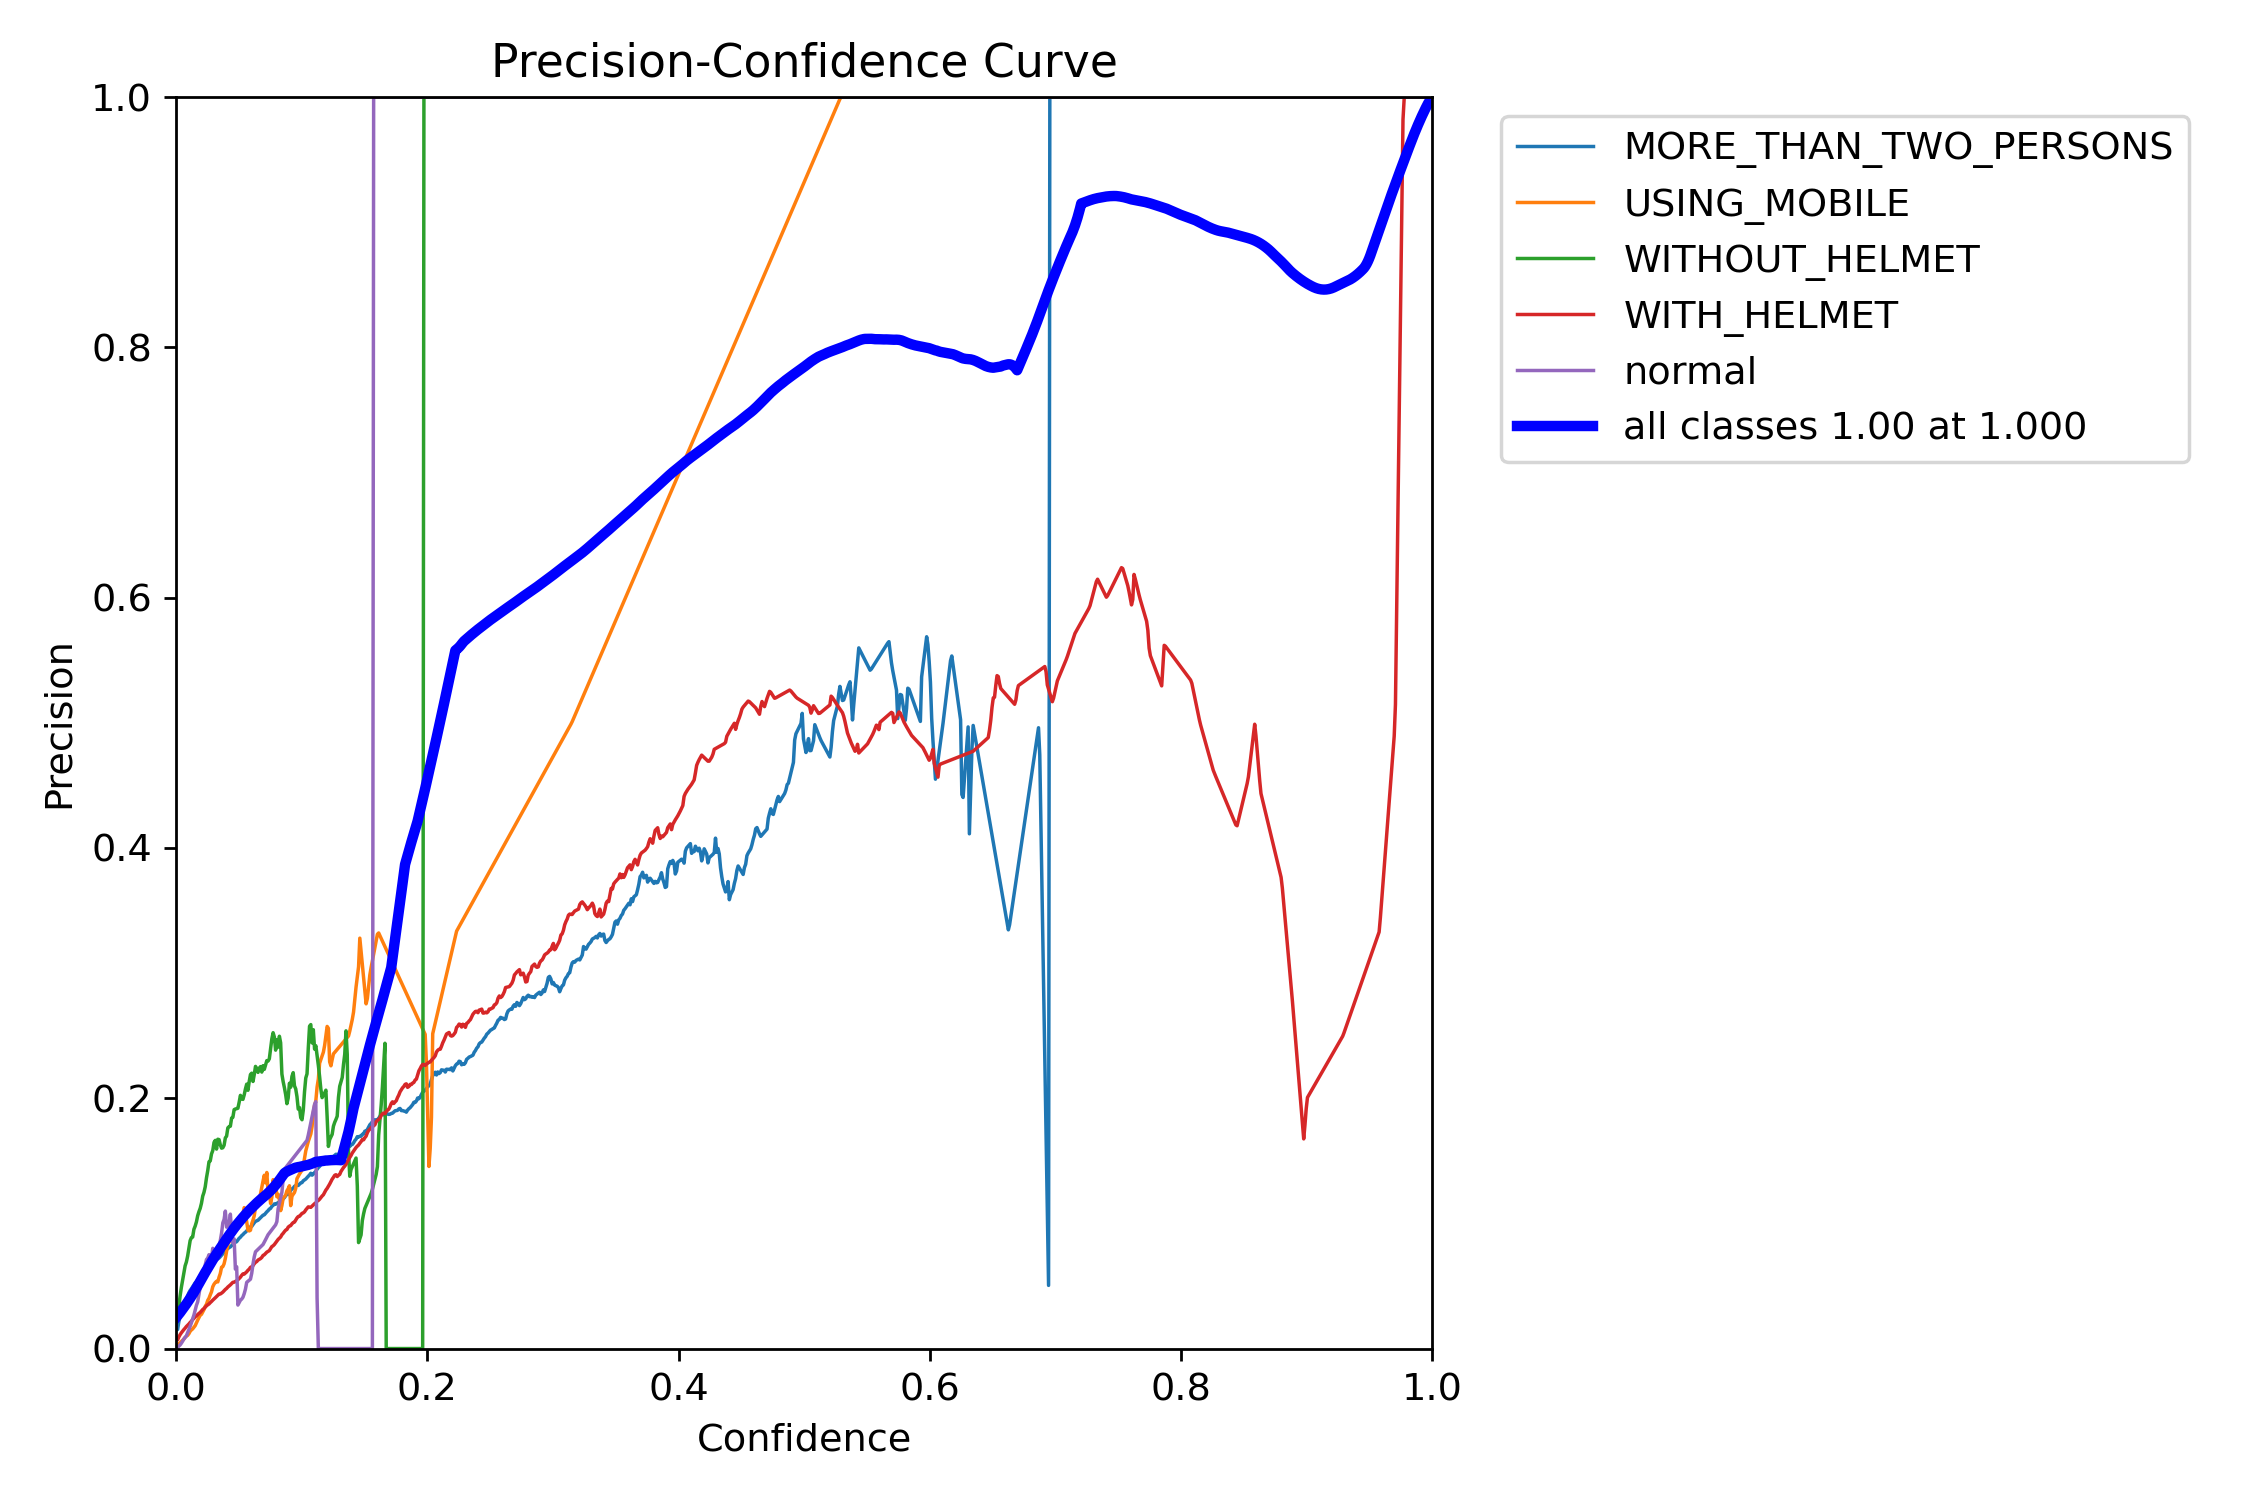 Precision-Confidence Curve
1.0
0.8
0.6
0.4
0.2
0.0
Precision
0.0 0.2 0.4 0.6 0.8 1.0
Confidence
MORE_THAN_TWO_PERSONS
USING_MOBILE
WITHOUT_HELMET
WITH_HELMET
normal
all classes 1.00 at 1.000